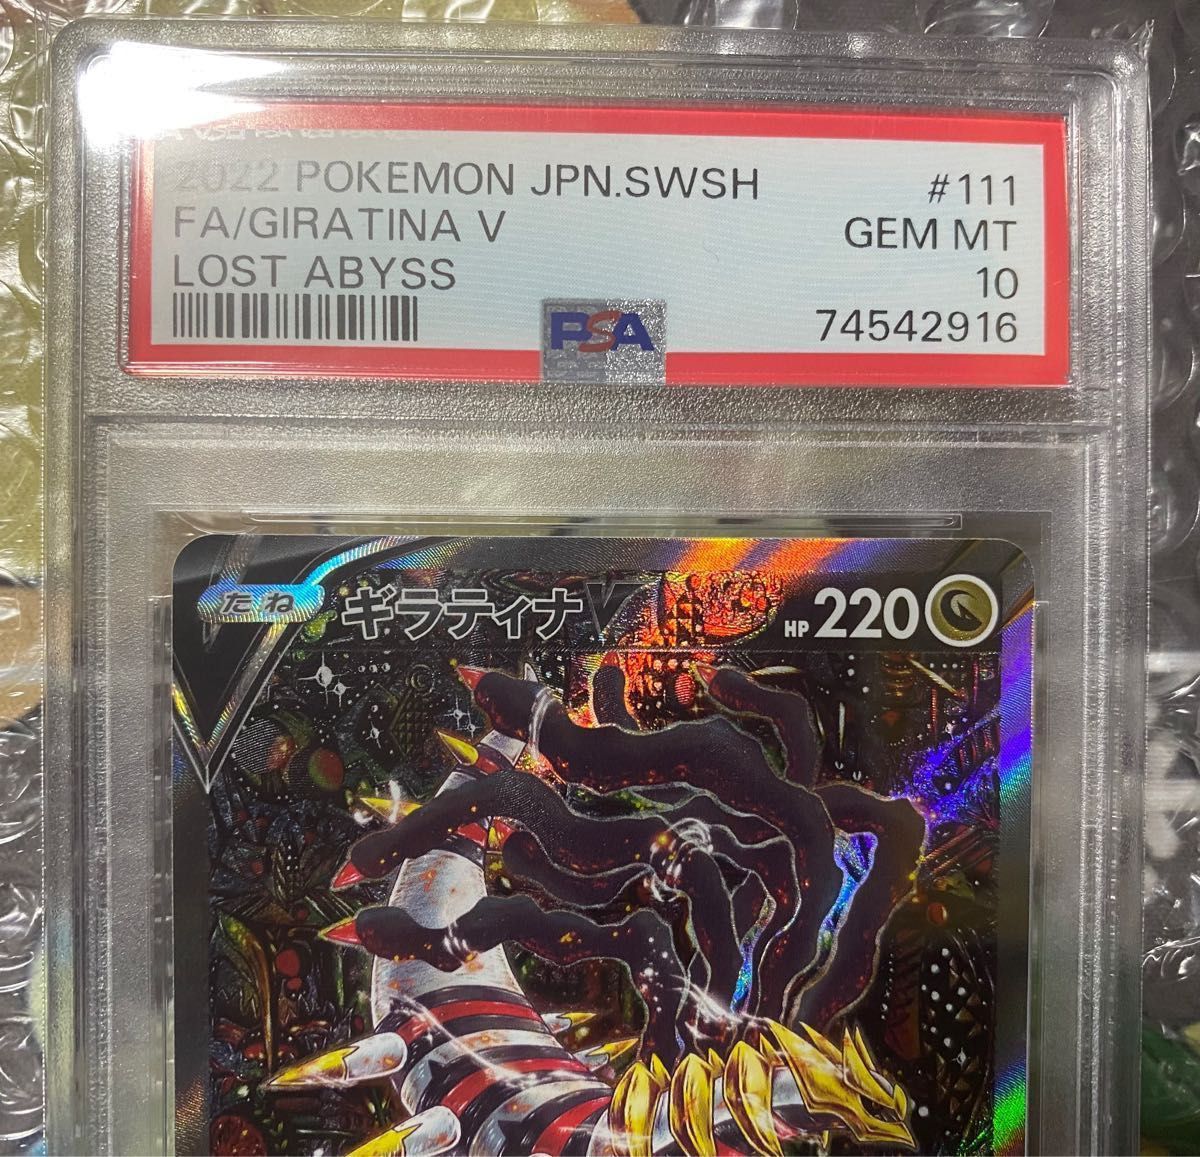 2022 POKEMON JPN.SWSH #111
FA/GIRATINA V GEM MT
LOST ABYSS 10
74542916
PSA
たね ギラティナV HP 220